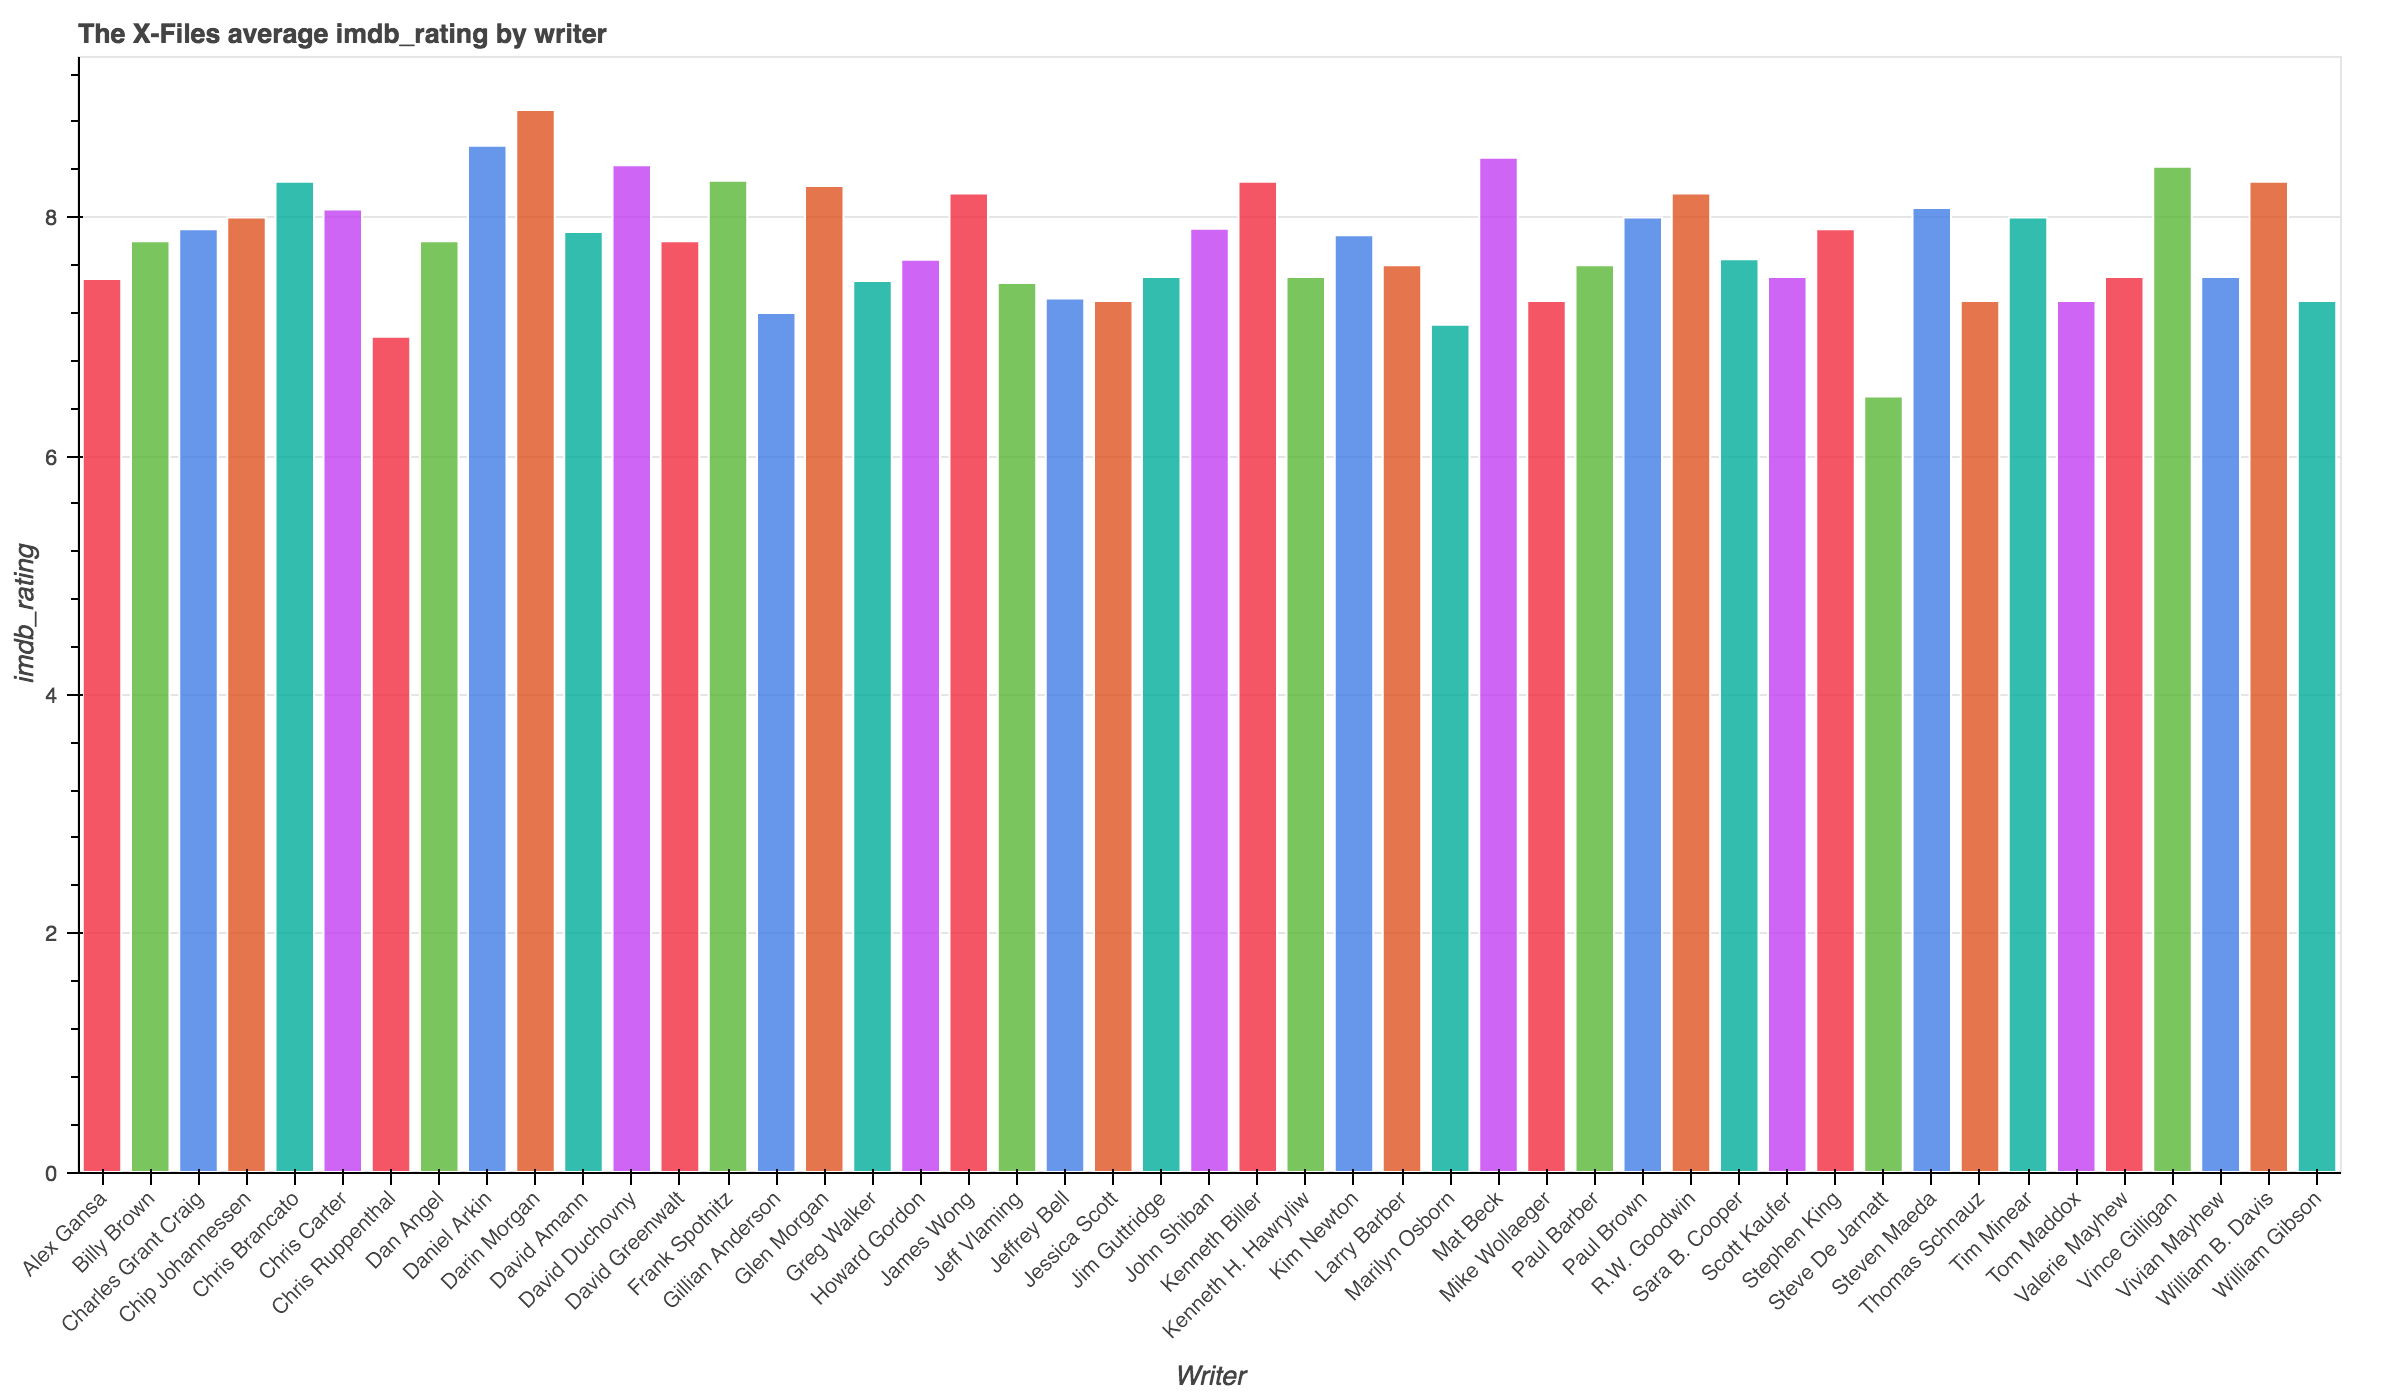 The X-Files average imdb_rating by writer
8
6
4
2
0
imdb_rating
Alex Gansa
Billy Brown
Charles Grant Craig
Chip Johannessen
Chris Brancato
Chris Carter
Chris Ruppenthal
Dan Angel
Daniel Arkin
Darin Morgan
David Amann
David Duchovny
David Greenwalt
Frank Spotnitz
Gillian Anderson
Glen Morgan
Greg Walker
Howard Gordon
James Wong
Jeff Vlaming
Jeffrey Bell
Jessica Scott
Jim Guttridge
John Shiban
Kenneth Biller
Kenneth H. Hawryliw
Kim Newton
Larry Barber
Marilyn Osborn
Mat Beck
Mike Wollaeger
Paul Barber
Paul Brown
R.W. Goodwin
Sara B. Cooper
Scott Kaufer
Stephen King
Steve De Jarnatt
Steven Maeda
Thomas Schnauz
Tim Minear
Tom Maddox
Valerie Mayhew
Vince Gilligan
Vivian Mayhew
William B. Davis
William Gibson
Writer